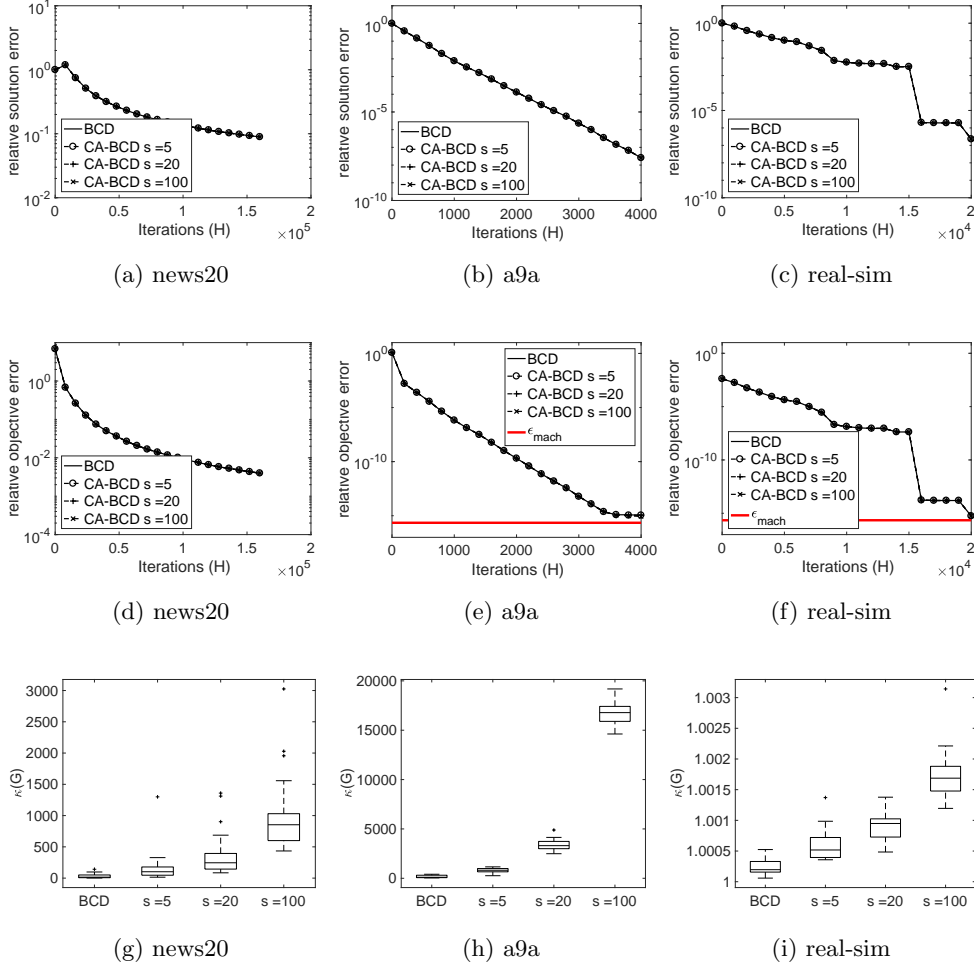 10^1
10^0
10^-1
10^-2
relative solution error
BCD
CA-BCD s =5
CA-BCD s =20
CA-BCD s =100
0 0.5 1 1.5 2
Iterations (H) ×10^5
(a) news20
10^0
10^-5
10^-10
relative solution error
BCD
CA-BCD s =5
CA-BCD s =20
CA-BCD s =100
0 1000 2000 3000 4000
Iterations (H)
(b) a9a
10^0
10^-5
10^-10
relative solution error
BCD
CA-BCD s =5
CA-BCD s =20
CA-BCD s =100
0 0.5 1 1.5 2
Iterations (H) ×10^4
(c) real-sim
10^0
10^-2
10^-4
relative objective error
BCD
CA-BCD s =5
CA-BCD s =20
CA-BCD s =100
0 0.5 1 1.5 2
Iterations (H) ×10^5
(d) news20
10^0
10^-10
relative objective error
BCD
CA-BCD s =5
CA-BCD s =20
CA-BCD s =100
ϵ_mach
0 1000 2000 3000 4000
Iterations (H)
(e) a9a
10^0
10^-10
relative objective error
BCD
CA-BCD s =5
CA-BCD s =20
CA-BCD s =100
ϵ_mach
0 0.5 1 1.5 2
Iterations (H) ×10^4
(f) real-sim
3000
2500
2000
1500
1000
500
0
κ(G)
BCD s =5 s =20 s =100
(g) news20
20000
15000
10000
5000
0
κ(G)
BCD s =5 s =20 s =100
(h) a9a
1.003
1.0025
1.002
1.0015
1.001
1.0005
1
κ(G)
BCD s =5 s =20 s =100
(i) real-sim